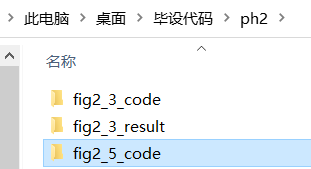 › 此电脑 › 桌面 › 毕设代码 › ph2 ›
名称
fig2_3_code
fig2_3_result
fig2_5_code